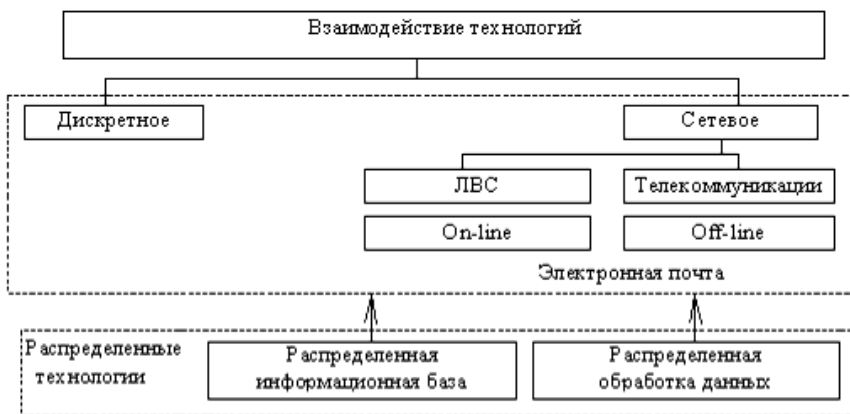 Взаимодействие технологий
Дискретное
Сетевое
ЛВС
Телекоммуникации
On-line
Off-line
Электронная почта
Распределенные
технологии
Распределенная
информационная база
Распределенная
обработка данных